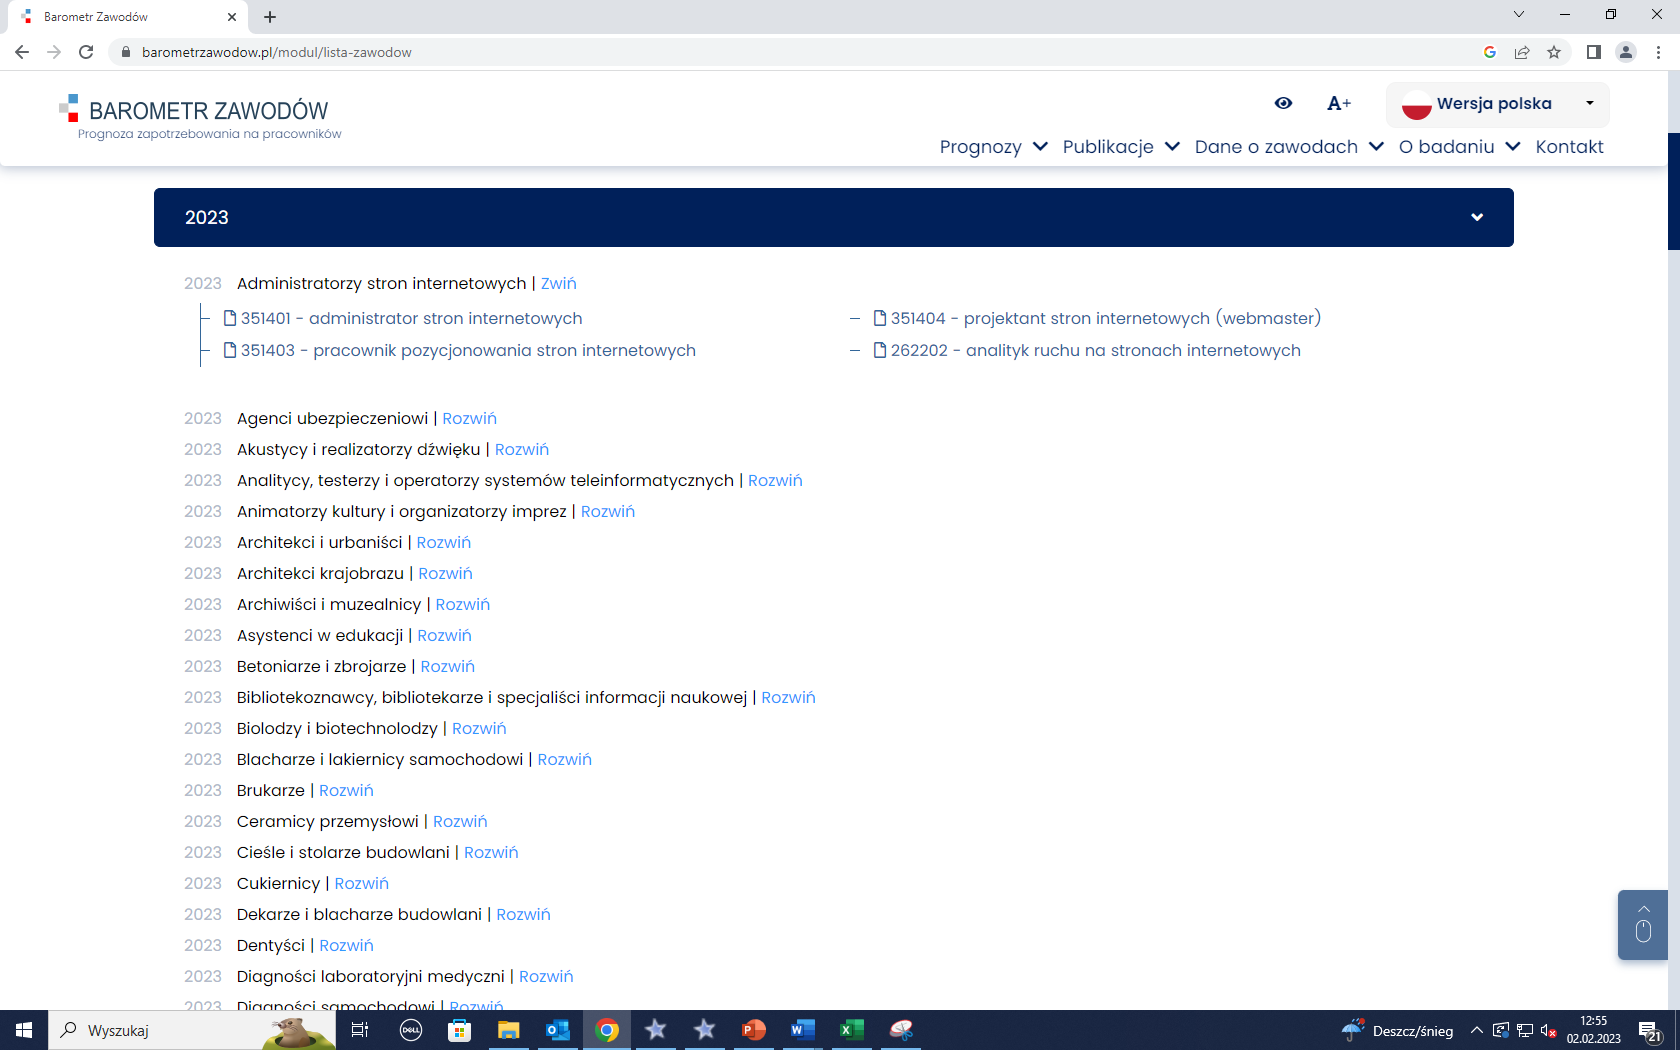 Barometr Zawodów
barometrzawodow.pl/modul/lista-zawodow
BAROMETR ZAWODÓW
Prognoza zapotrzebowania na pracowników
A+
Wersja polska
Prognozy Publikacje Dane o zawodach O badaniu Kontakt
2023
2023 Administratorzy stron internetowych | Zwiń
351401 - administrator stron internetowych
351404 - projektant stron internetowych (webmaster)
351403 - pracownik pozycjonowania stron internetowych
262202 - analityk ruchu na stronach internetowych
2023 Agenci ubezpieczeniowi | Rozwiń
2023 Akustycy i realizatorzy dźwięku | Rozwiń
2023 Analitycy, testerzy i operatorzy systemów teleinformatycznych | Rozwiń
2023 Animatorzy kultury i organizatorzy imprez | Rozwiń
2023 Architekci i urbaniści | Rozwiń
2023 Architekci krajobrazu | Rozwiń
2023 Archiwiści i muzealnicy | Rozwiń
2023 Asystenci w edukacji | Rozwiń
2023 Betoniarze i zbrojarze | Rozwiń
2023 Bibliotekoznawcy, bibliotekarze i specjaliści informacji naukowej | Rozwiń
2023 Biolodzy i biotechnolodzy | Rozwiń
2023 Blacharze i lakiernicy samochodowi | Rozwiń
2023 Brukarze | Rozwiń
2023 Ceramicy przemysłowi | Rozwiń
2023 Cieśle i stolarze budowlani | Rozwiń
2023 Cukiernicy | Rozwiń
2023 Dekarze i blacharze budowlani | Rozwiń
2023 Dentyści | Rozwiń
2023 Diagności laboratoryjni medyczni | Rozwiń
2023 Diagności samochodowi | Rozwiń
Wyszukaj
DELL
Deszcz/śnieg
12:55
02.02.2023
21